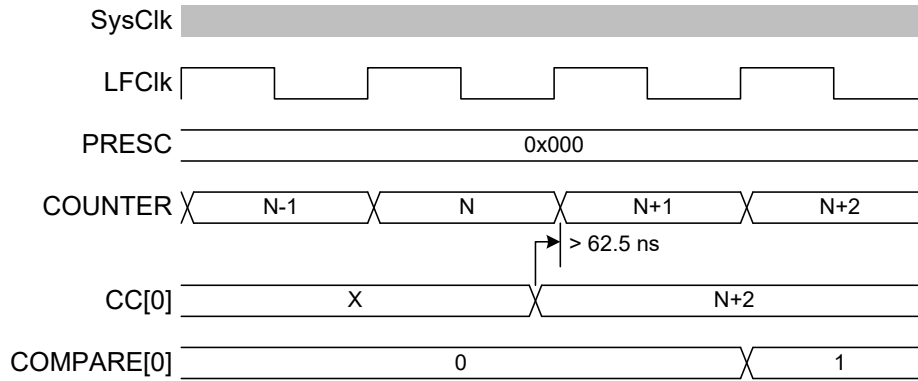 SysClk
LFClk
PRESC 0x000
COUNTER N-1 N N+1 N+2
> 62.5 ns
CC[0] X N+2
COMPARE[0] 0 1